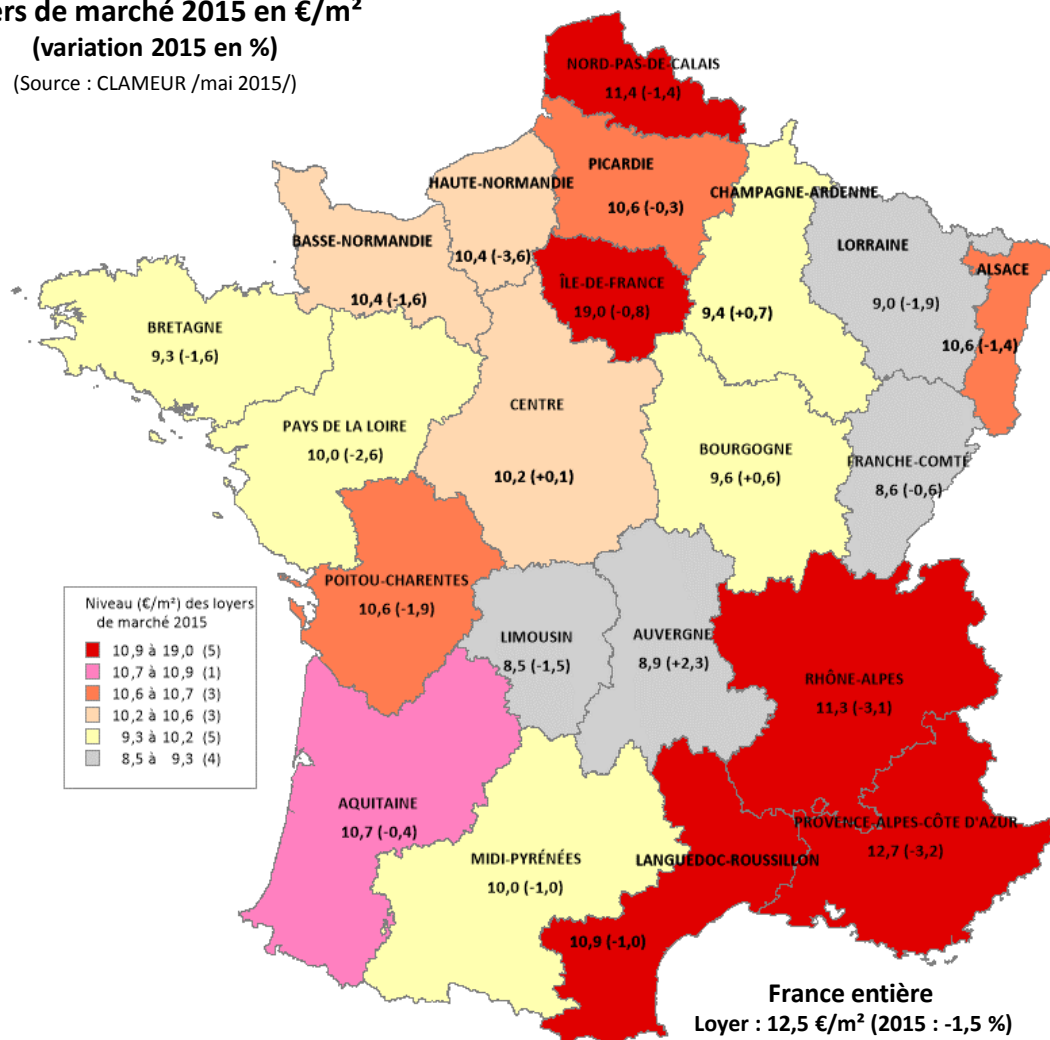 ers de marché 2015 en €/m²
(variation 2015 en %)
(Source : CLAMEUR /mai 2015/)
NORD-PAS-DE-CALAIS
11,4 (-1,4)
PICARDIE
10,6 (-0,3)
HAUTE-NORMANDIE
10,4 (-3,6)
CHAMPAGNE-ARDENNE
9,4 (+0,7)
BASSE-NORMANDIE
10,4 (-1,6)
LORRAINE
9,0 (-1,9)
ALSACE
10,6 (-1,4)
ÎLE-DE-FRANCE
19,0 (-0,8)
BRETAGNE
9,3 (-1,6)
PAYS DE LA LOIRE
10,0 (-2,6)
CENTRE
10,2 (+0,1)
BOURGOGNE
9,6 (+0,6)
FRANCHE-COMTÉ
8,6 (-0,6)
POITOU-CHARENTES
10,6 (-1,9)
LIMOUSIN
8,5 (-1,5)
AUVERGNE
8,9 (+2,3)
RHÔNE-ALPES
11,3 (-3,1)
AQUITAINE
10,7 (-0,4)
MIDI-PYRÉNÉES
10,0 (-1,0)
LANGUEDOC-ROUSSILLON
10,9 (-1,0)
PROVENCE-ALPES-CÔTE D'AZUR
12,7 (-3,2)
Niveau (€/m²) des loyers
de marché 2015
10,9 à 19,0 (5)
10,7 à 10,9 (1)
10,6 à 10,7 (3)
10,2 à 10,6 (3)
9,3 à 10,2 (5)
8,5 à 9,3 (4)
France entière
Loyer : 12,5 €/m² (2015 : -1,5 %)